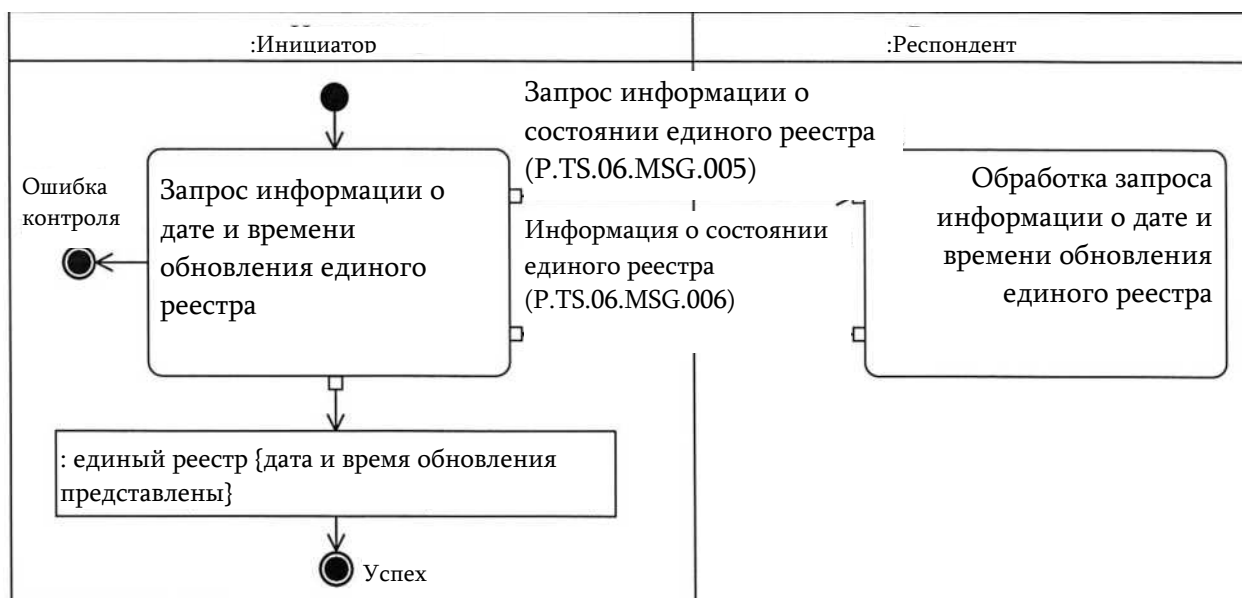 :Инициатор
:Респондент
Запрос информации о
состоянии единого реестра
(P.TS.06.MSG.005)
Ошибка
контроля
Запрос информации о
дате и времени
обновления единого
реестра
Информация о состоянии
единого реестра
(P.TS.06.MSG.006)
Обработка запроса
информации о дате и
времени обновления
единого реестра
: единый реестр {дата и время обновления
представлены}
Успех